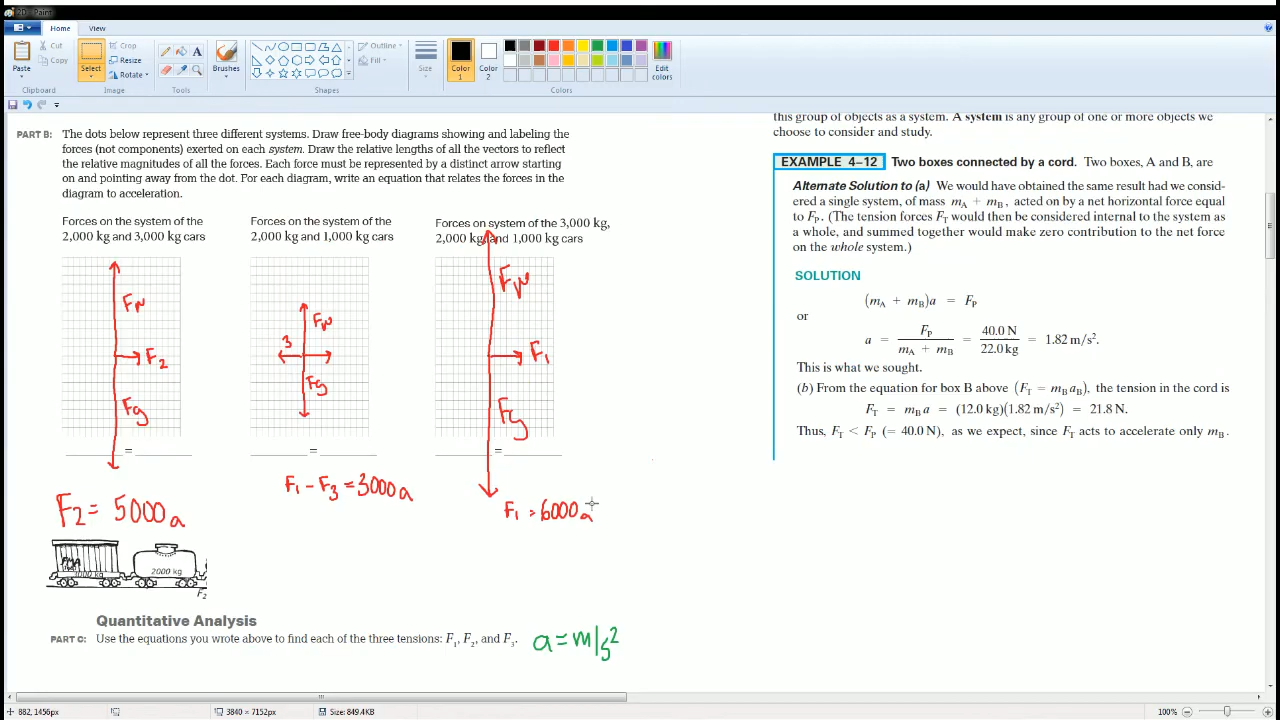 2D - Paint
Home View
Cut
Copy
Paste
Clipboard
Crop
Resize
Rotate
Select
Image
Tools
Brushes
Shapes
Outline
Fill
Size
Color 1
Color 2
Edit colors
Colors
PART B: The dots below represent three different systems. Draw free-body diagrams showing and labeling the
forces (not components) exerted on each system. Draw the relative lengths of all the vectors to reflect
the relative magnitudes of all the forces. Each force must be represented by a distinct arrow starting
on and pointing away from the dot. For each diagram, write an equation that relates the forces in the
diagram to acceleration.
Forces on the system of the
2,000 kg and 3,000 kg cars
FN
F2
Fg
=
F2 = 5000a
Forces on the system of the
2,000 kg and 1,000 kg cars
FN
3
Fg
=
F1 - F3 = 3000a
Forces on system of the 3,000 kg,
2,000 kg and 1,000 kg cars
FN
F1
Fg
=
F1 = 6000a
3000 kg
2000 kg
F2
Quantitative Analysis
PART C: Use the equations you wrote above to find each of the three tensions: F1, F2, and F3.
a = m/s²
this group of objects as a system. A system is any group of one or more objects we
choose to consider and study.
EXAMPLE 4–12 Two boxes connected by a cord. Two boxes, A and B, are
Alternate Solution to (a) We would have obtained the same result had we consid-
ered a single system, of mass mA + mB, acted on by a net horizontal force equal
to FP. (The tension forces FT would then be considered internal to the system as
a whole, and summed together would make zero contribution to the net force
on the whole system.)
SOLUTION
(mA + mB)a = FP
or
a = FP / (mA + mB) = 40.0 N / 22.0 kg = 1.82 m/s².
This is what we sought.
(b) From the equation for box B above (FT = mB aB), the tension in the cord is
FT = mB a = (12.0 kg)(1.82 m/s²) = 21.8 N.
Thus, FT < FP (= 40.0 N), as we expect, since FT acts to accelerate only mB.
882, 1456px
3840 × 7152px
Size: 849.4KB
100%